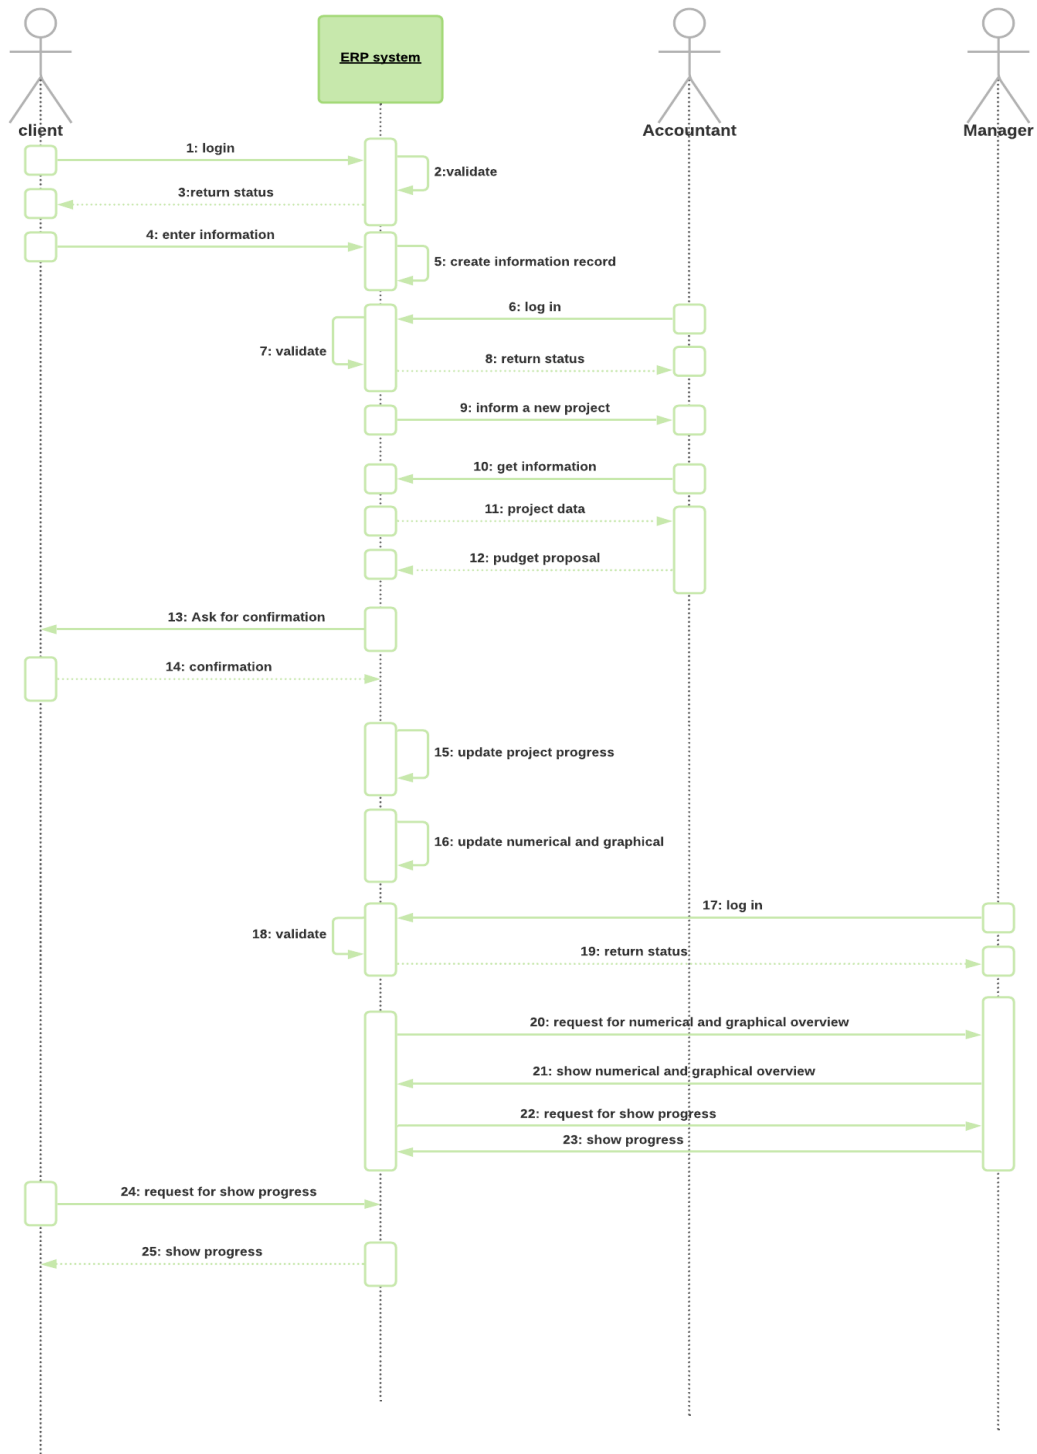 ERP system
client
Accountant
Manager
1: login
2:validate
3:return status
4: enter information
5: create information record
6: log in
7: validate
8: return status
9: inform a new project
10: get information
11: project data
12: pudget proposal
13: Ask for confirmation
14: confirmation
15: update project progress
16: update numerical and graphical
17: log in
18: validate
19: return status
20: request for numerical and graphical overview
21: show numerical and graphical overview
22: request for show progress
23: show progress
24: request for show progress
25: show progress